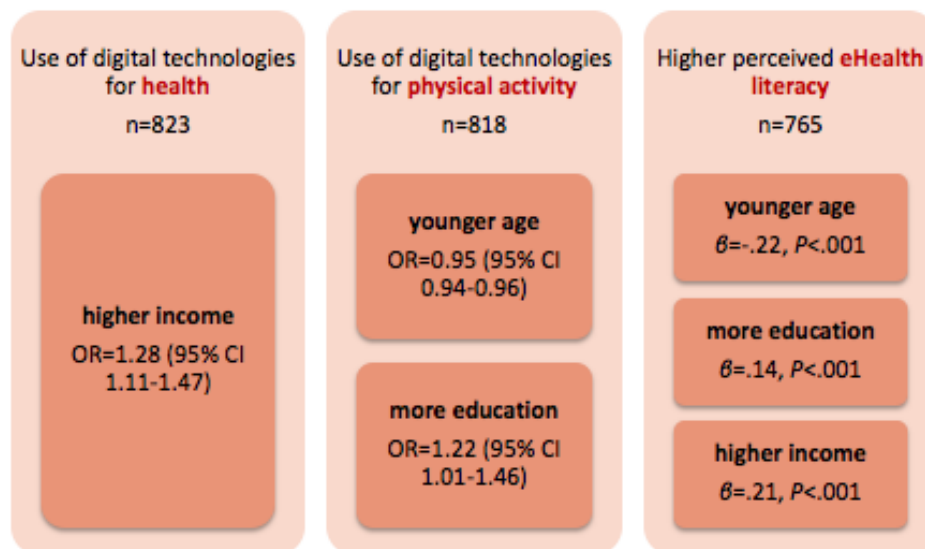 Use of digital technologies
for health
n=823
higher income
OR=1.28 (95% CI
1.11-1.47)
Use of digital technologies
for physical activity
n=818
younger age
OR=0.95 (95% CI
0.94-0.96)
more education
OR=1.22 (95% CI
1.01-1.46)
Higher perceived eHealth
literacy
n=765
younger age
β=-.22, P<.001
more education
β=.14, P<.001
higher income
β=.21, P<.001